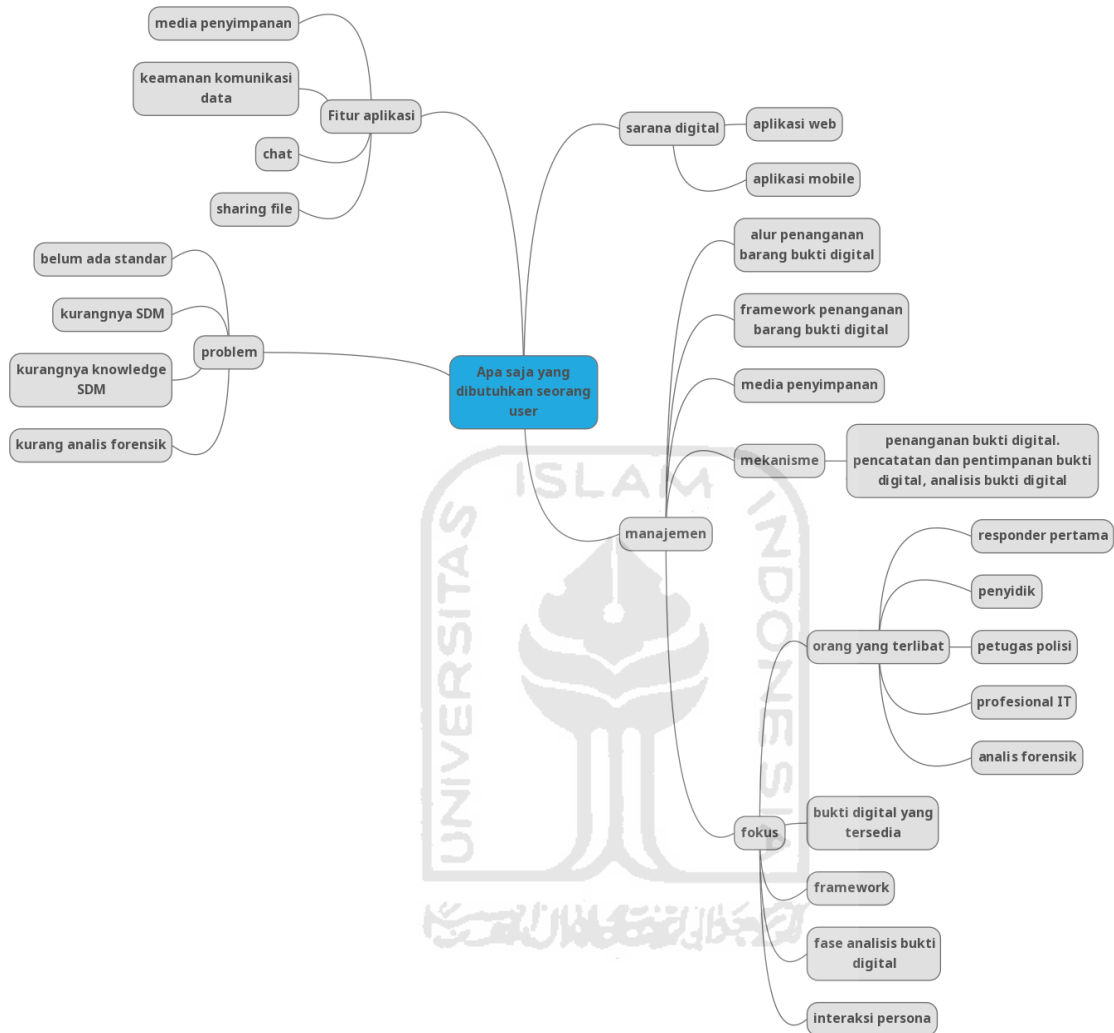 media penyimpanan
keamanan komunikasi
data
Fitur aplikasi
chat
sharing file
belum ada standar
kurangnya SDM
problem
kurangnya knowledge
SDM
kurang analis forensik
Apa saja yang
dibutuhkan seorang
user
sarana digital
aplikasi web
aplikasi mobile
alur penanganan
barang bukti digital
framework penanganan
barang bukti digital
media penyimpanan
mekanisme
penanganan bukti digital.
pencatatan dan pentimpanan bukti
digital, analisis bukti digital
manajemen
responder pertama
penyidik
orang yang terlibat
petugas polisi
profesional IT
analis forensik
fokus
bukti digital yang
tersedia
framework
fase analisis bukti
digital
interaksi persona
UNIVERSITAS
ISLAM
INDONESIA